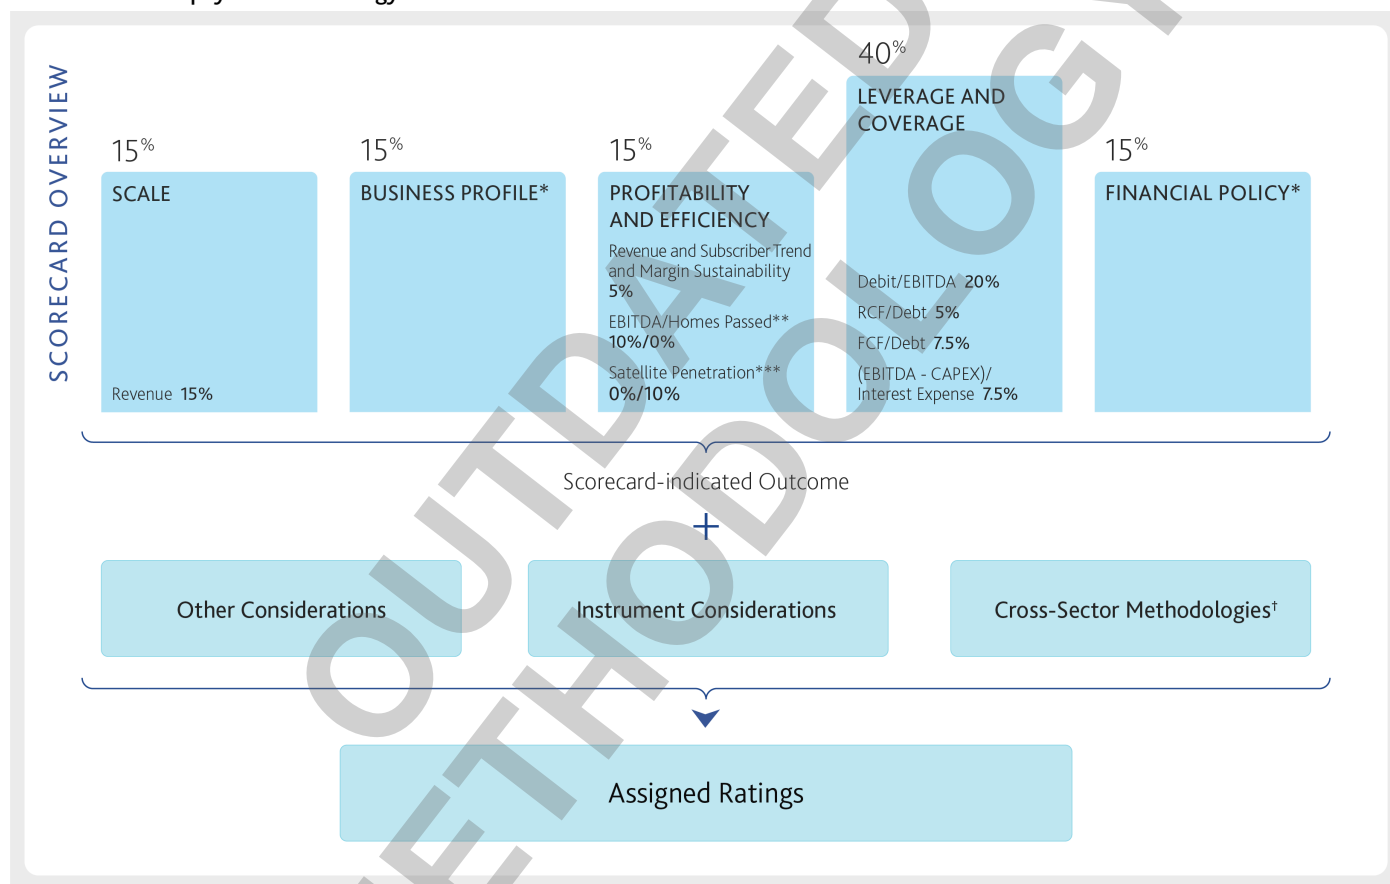 SCORECARD OVERVIEW
15%
SCALE
Revenue 15%
15%
BUSINESS PROFILE*
15%
PROFITABILITY
AND EFFICIENCY
Revenue and Subscriber Trend
and Margin Sustainability
5%
EBITDA/Homes Passed**
10%/0%
Satellite Penetration***
0%/10%
40%
LEVERAGE AND
COVERAGE
Debit/EBITDA 20%
RCF/Debt 5%
FCF/Debt 7.5%
(EBITDA - CAPEX)/
Interest Expense 7.5%
15%
FINANCIAL POLICY*
Scorecard-indicated Outcome
+
Other Considerations
Instrument Considerations
Cross-Sector Methodologies†
Assigned Ratings
OUTDATED
METHODOLOGY